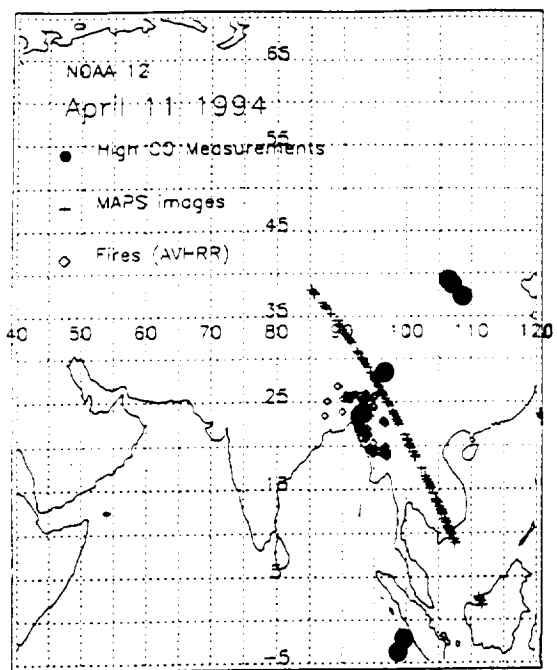 65
NOAA 12
April 11 1994
55
High CO Measurements
MAPS images
45
Fires (AVHRR)
35
40 50 60 70 80 90 100 110 120
25
15
5
-5